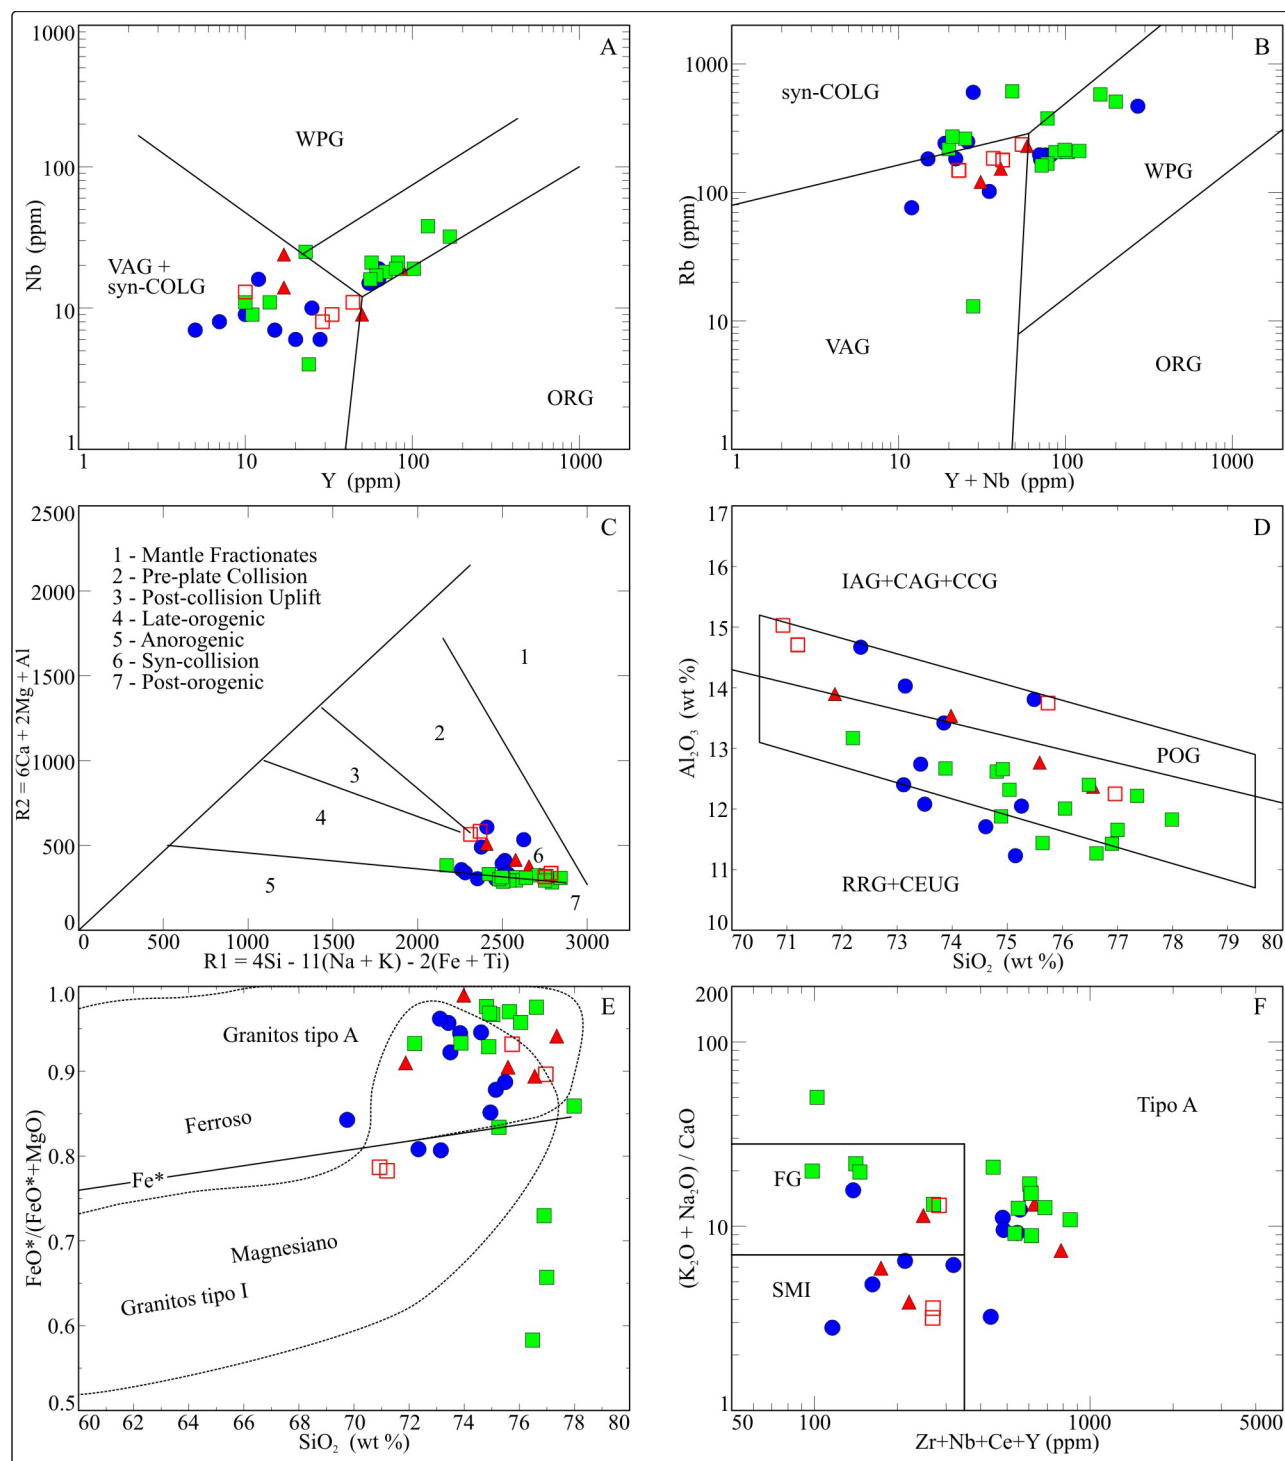 A
1000
100
10
1
Nb (ppm)
WPG
VAG +
syn-COLG
ORG
1
10
100
1000
Y (ppm)
B
1000
100
10
1
Rb (ppm)
syn-COLG
WPG
VAG
ORG
1
10
100
1000
Y + Nb (ppm)
C
2500
2000
1500
1000
500
0
R2 = 6Ca + 2Mg + Al
1 - Mantle Fractionates
2 - Pre-plate Collision
3 - Post-collision Uplift
4 - Late-orogenic
5 - Anorogenic
6 - Syn-collision
7 - Post-orogenic
1
2
3
4
5
6
7
0
500
1000
1500
2000
2500
3000
R1 = 4Si - 11(Na + K) - 2(Fe + Ti)
D
17
16
15
14
13
12
11
10
Al₂O₃ (wt %)
IAG+CAG+CCG
POG
RRG+CEUG
70
71
72
73
74
75
76
77
78
79
80
SiO₂ (wt %)
E
1.0
0.9
0.8
0.7
0.6
0.5
FeO*/(FeO*+MgO)
Granitos tipo A
Ferroso
Fe*
Magnesiano
Granitos tipo I
60
62
64
66
68
70
72
74
76
78
80
SiO₂ (wt %)
F
200
100
10
1
(K₂O + Na₂O) / CaO
Tipo A
FG
SMI
50
100
1000
5000
Zr+Nb+Ce+Y (ppm)